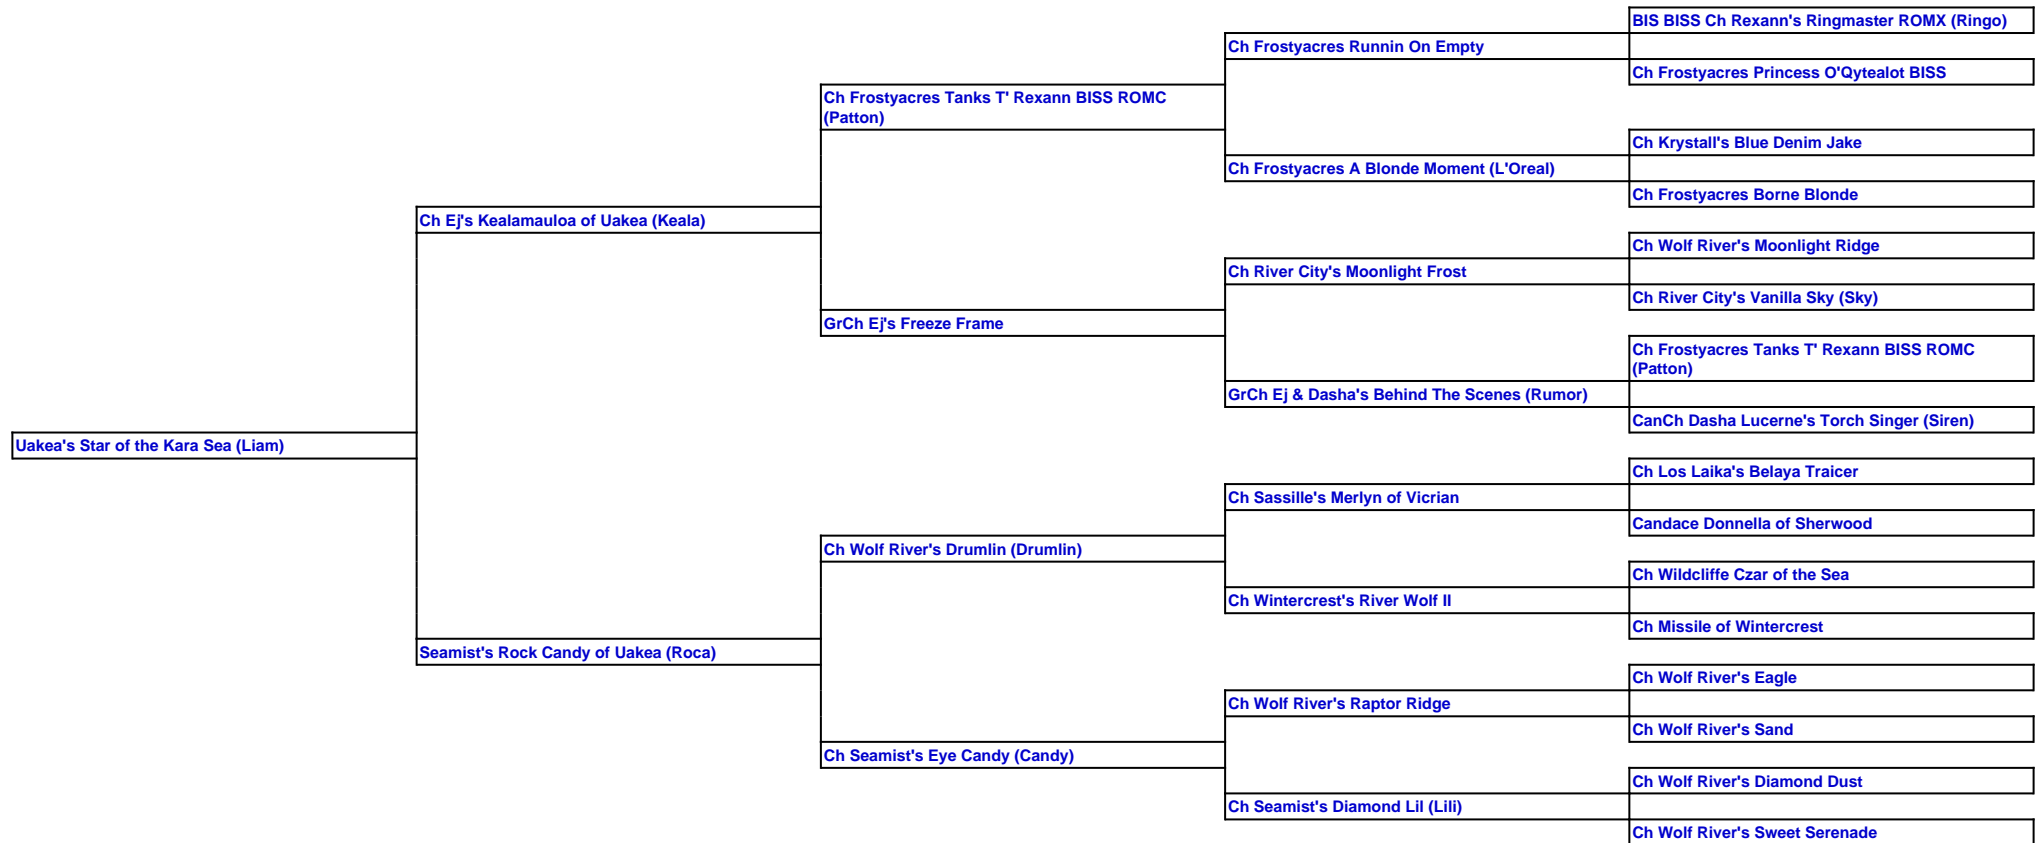 BIS BISS Ch Rexann's Ringmaster ROMX (Ringo)
Ch Frostyacres Runnin On Empty
Ch Frostyacres Princess O'Qytealot BISS
Ch Frostyacres Tanks T' Rexann BISS ROMC
(Patton)
Ch Krystall's Blue Denim Jake
Ch Frostyacres A Blonde Moment (L'Oreal)
Ch Frostyacres Borne Blonde
Ch Ej's Kealamauloa of Uakea (Keala)
Ch Wolf River's Moonlight Ridge
Ch River City's Moonlight Frost
Ch River City's Vanilla Sky (Sky)
GrCh Ej's Freeze Frame
Ch Frostyacres Tanks T' Rexann BISS ROMC
(Patton)
GrCh Ej & Dasha's Behind The Scenes (Rumor)
CanCh Dasha Lucerne's Torch Singer (Siren)
Uakea's Star of the Kara Sea (Liam)
Ch Los Laika's Belaya Traicer
Ch Sassille's Merlyn of Vicrian
Candace Donnella of Sherwood
Ch Wolf River's Drumlin (Drumlin)
Ch Wildcliffe Czar of the Sea
Ch Wintercrest's River Wolf II
Ch Missile of Wintercrest
Seamist's Rock Candy of Uakea (Roca)
Ch Wolf River's Eagle
Ch Wolf River's Raptor Ridge
Ch Wolf River's Sand
Ch Seamist's Eye Candy (Candy)
Ch Wolf River's Diamond Dust
Ch Seamist's Diamond Lil (Lili)
Ch Wolf River's Sweet Serenade